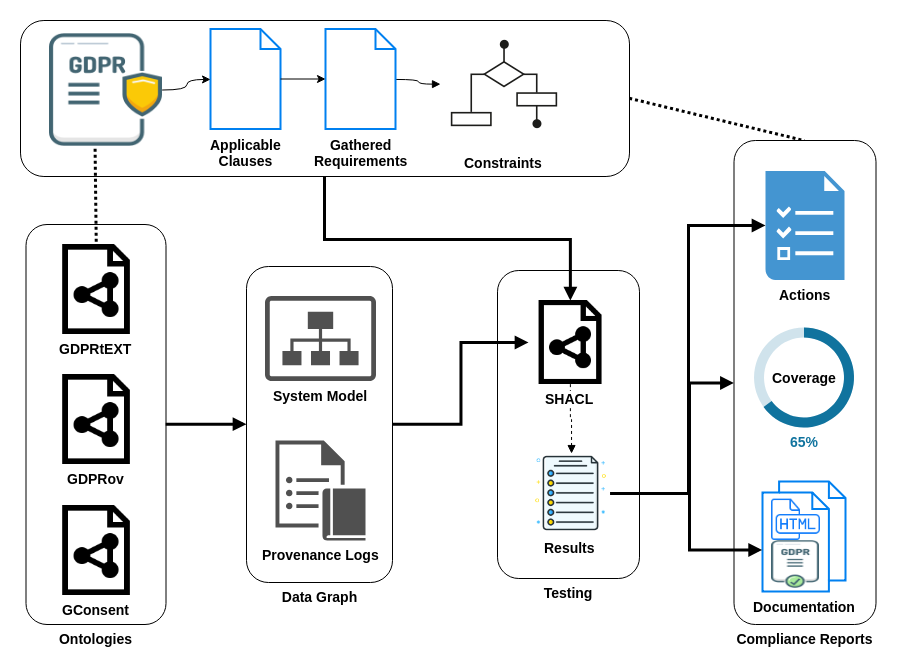 GDPR
Applicable
Clauses
Gathered
Requirements
Constraints
GDPRtEXT
GDPRov
GConsent
Ontologies
System Model
Provenance Logs
Data Graph
SHACL
Results
Testing
Actions
Coverage
65%
HTML
GDPR
Documentation
Compliance Reports